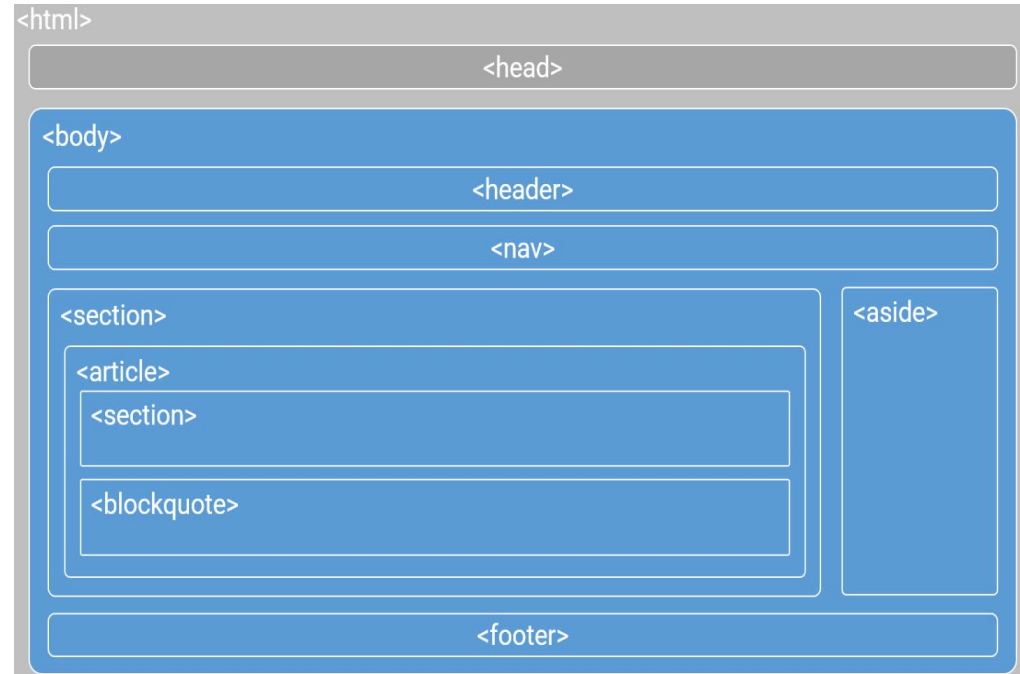 <html>
<head>
<body>
<header>
<nav>
<section>
<aside>
<article>
<section>
<blockquote>
<footer>